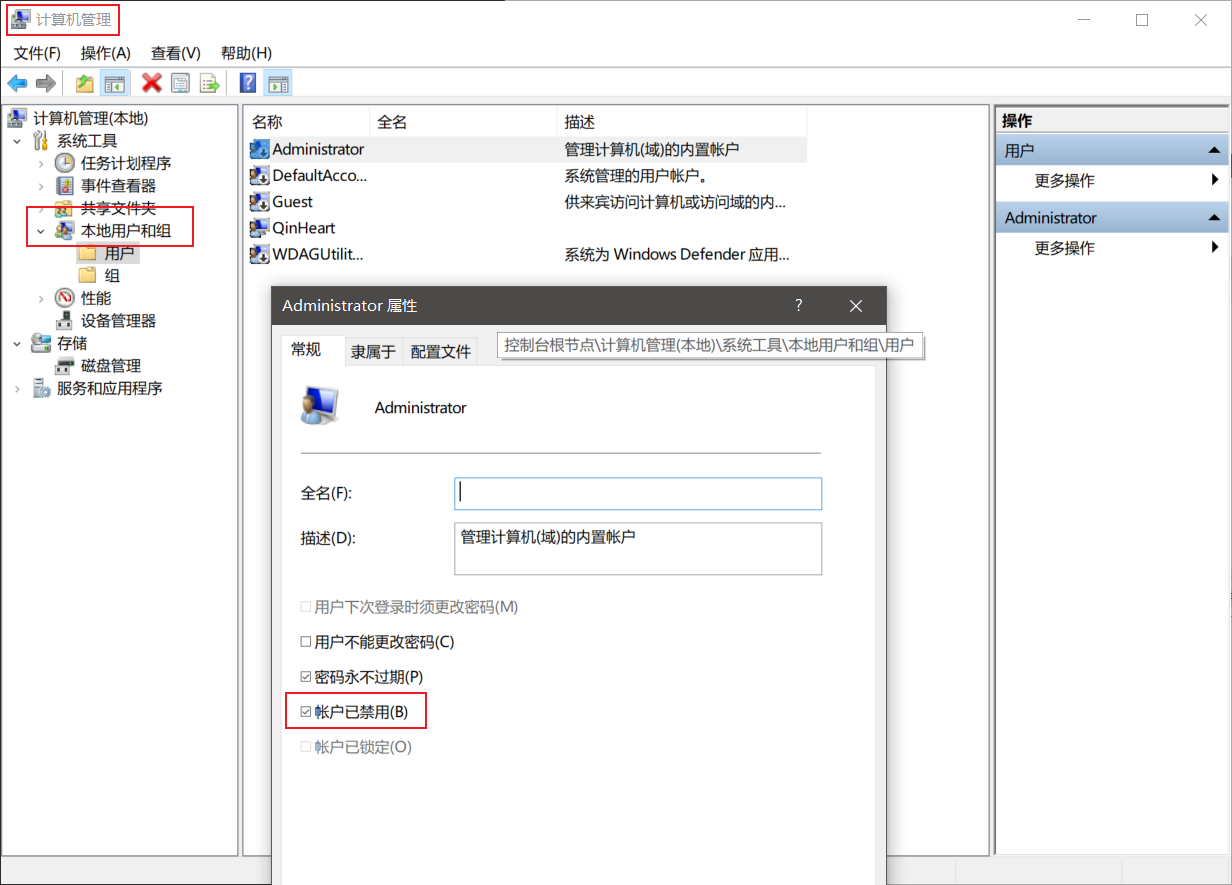 计算机管理
文件(F) 操作(A) 查看(V) 帮助(H)
计算机管理(本地)
系统工具
任务计划程序
事件查看器
共享文件夹
本地用户和组
用户
组
性能
设备管理器
存储
磁盘管理
服务和应用程序
名称 全名 描述
Administrator 管理计算机(域)的内置帐户
DefaultAcco... 系统管理的用户帐户。
Guest 供来宾访问计算机或访问域的内...
QinHeart
WDAGUtilit... 系统为 Windows Defender 应用...
操作
用户
更多操作
Administrator
更多操作
Administrator 属性 ?
常规 隶属于 配置文件
控制台根节点\计算机管理(本地)\系统工具\本地用户和组\用户
Administrator
全名(F):
描述(D): 管理计算机(域)的内置帐户
用户下次登录时须更改密码(M)
用户不能更改密码(C)
密码永不过期(P)
帐户已禁用(B)
帐户已锁定(O)